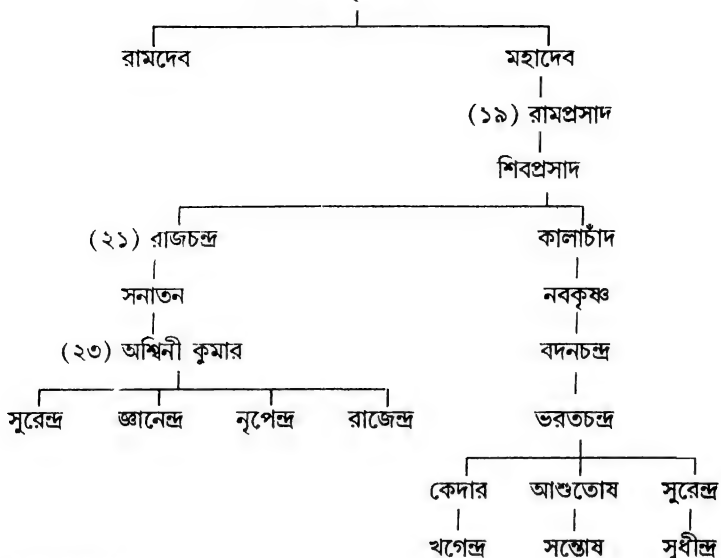 রামদেব মহাদেব
(১৯) রামপ্রসাদ
শিবপ্রসাদ
(২১) রাজচন্দ্র কালাচাঁদ
সনাতন নবকৃষ্ণ
(২৩) অশ্বিনী কুমার বদনচন্দ্র
সুরেন্দ্র জ্ঞানেন্দ্র নৃপেন্দ্র রাজেন্দ্র ভরতচন্দ্র
কেদার আশুতোষ সুরেন্দ্র
খগেন্দ্র সন্তোষ সুধীন্দ্র